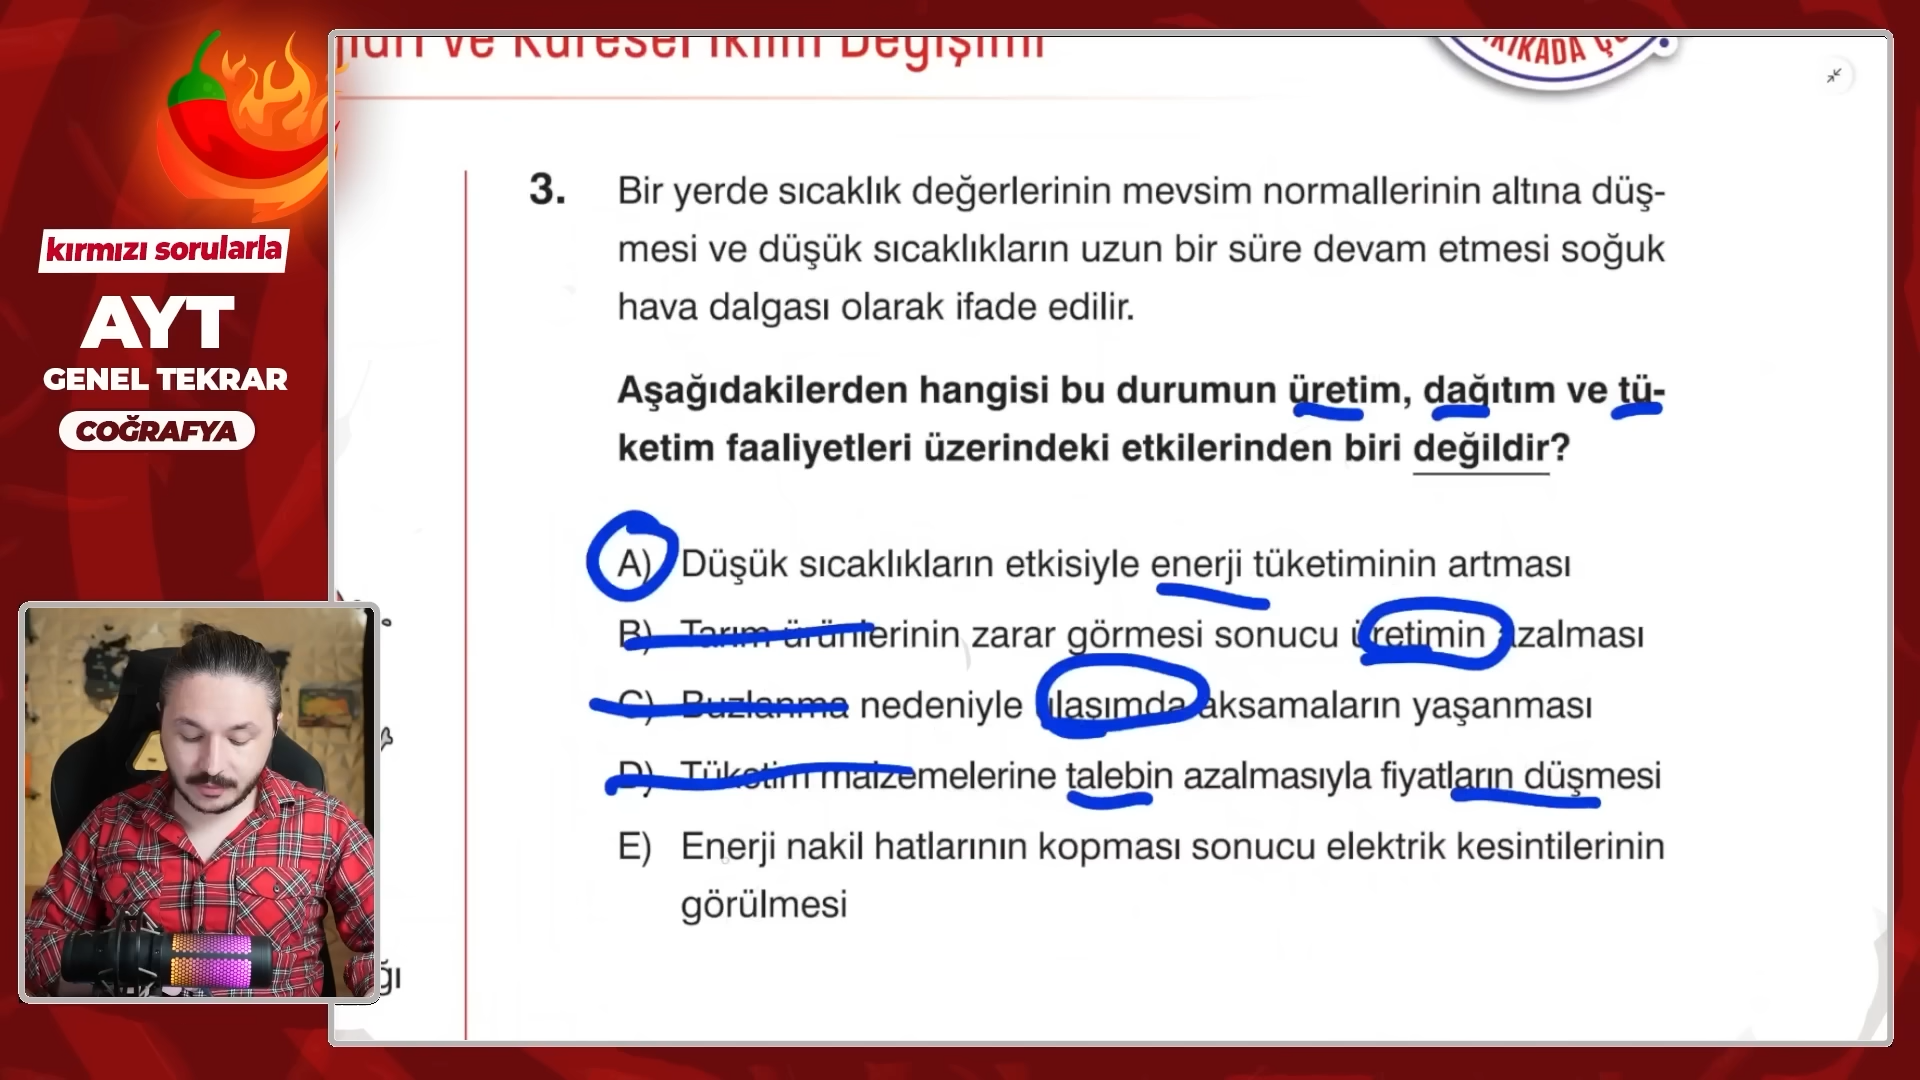 ve Küresel İklim Değişimi
kırmızı sorularla
AYT
GENEL TEKRAR
COĞRAFYA
3. Bir yerde sıcaklık değerlerinin mevsim normallerinin altına düş-
mesi ve düşük sıcaklıkların uzun bir süre devam etmesi soğuk
hava dalgası olarak ifade edilir.
Aşağıdakilerden hangisi bu durumun üretim, dağıtım ve tü-
ketim faaliyetleri üzerindeki etkilerinden biri değildir?
A) Düşük sıcaklıkların etkisiyle enerji tüketiminin artması
B) Tarım ürünlerinin zarar görmesi sonucu üretimin azalması
C) Buzlanma nedeniyle ulaşımda aksamaların yaşanması
D) Tüketim malzemelerine talebin azalmasıyla fiyatların düşmesi
E) Enerji nakil hatlarının kopması sonucu elektrik kesintilerinin
görülmesi